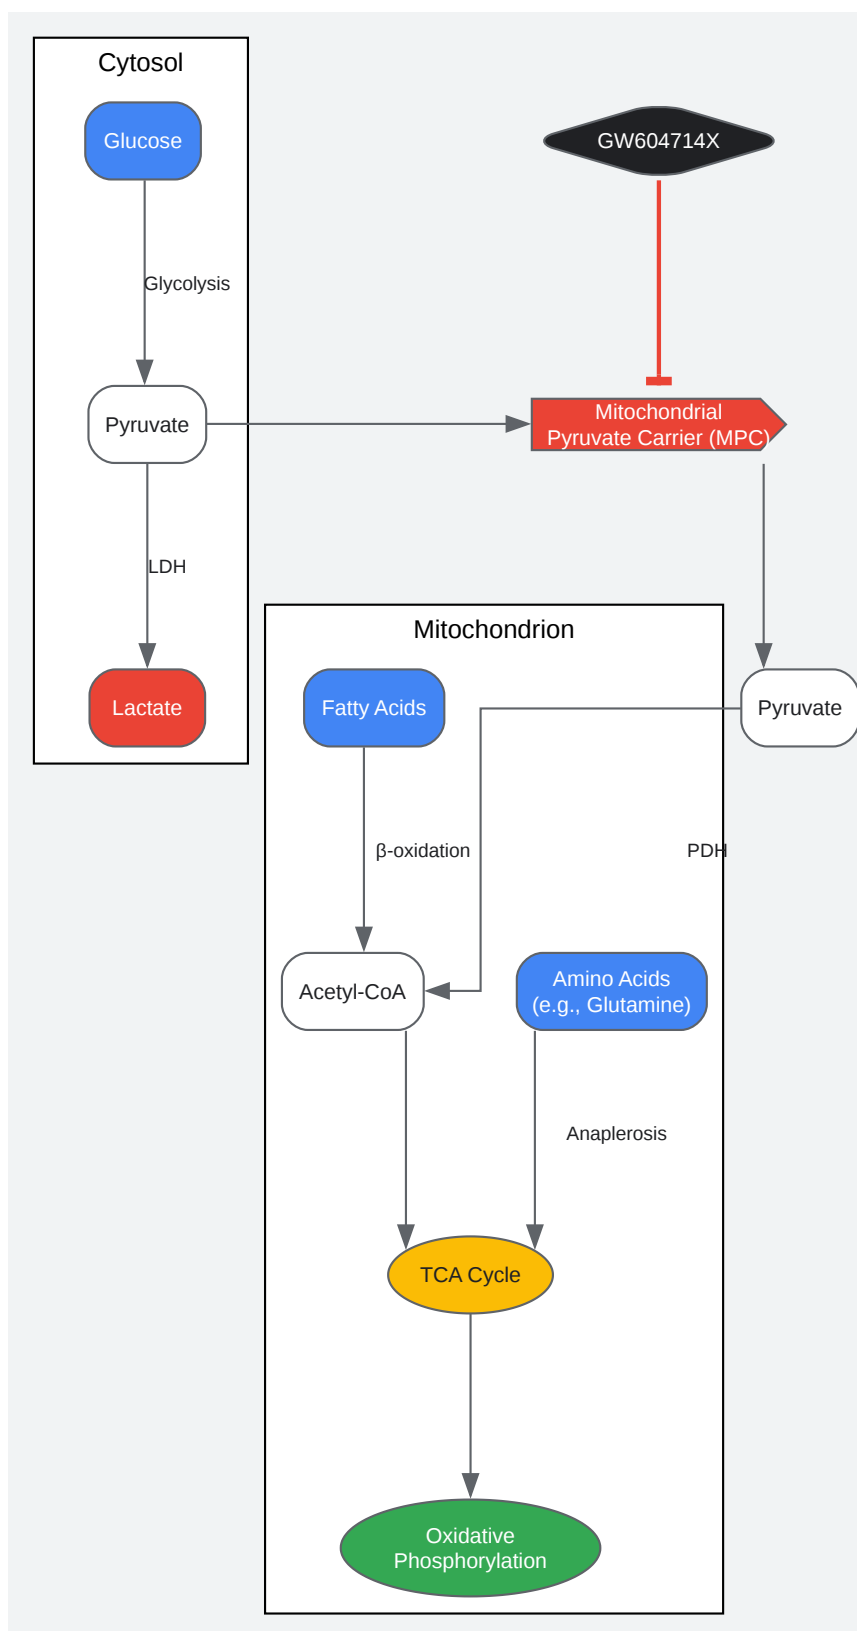 Cytosol
Glucose
GW604714X
Glycolysis
Mitochondrial
Pyruvate Carrier (MPC)
Pyruvate
LDH
Mitochondrion
Lactate
Fatty Acids
Pyruvate
β-oxidation
PDH
Acetyl-CoA
Amino Acids
(e.g., Glutamine)
Anaplerosis
TCA Cycle
Oxidative
Phosphorylation